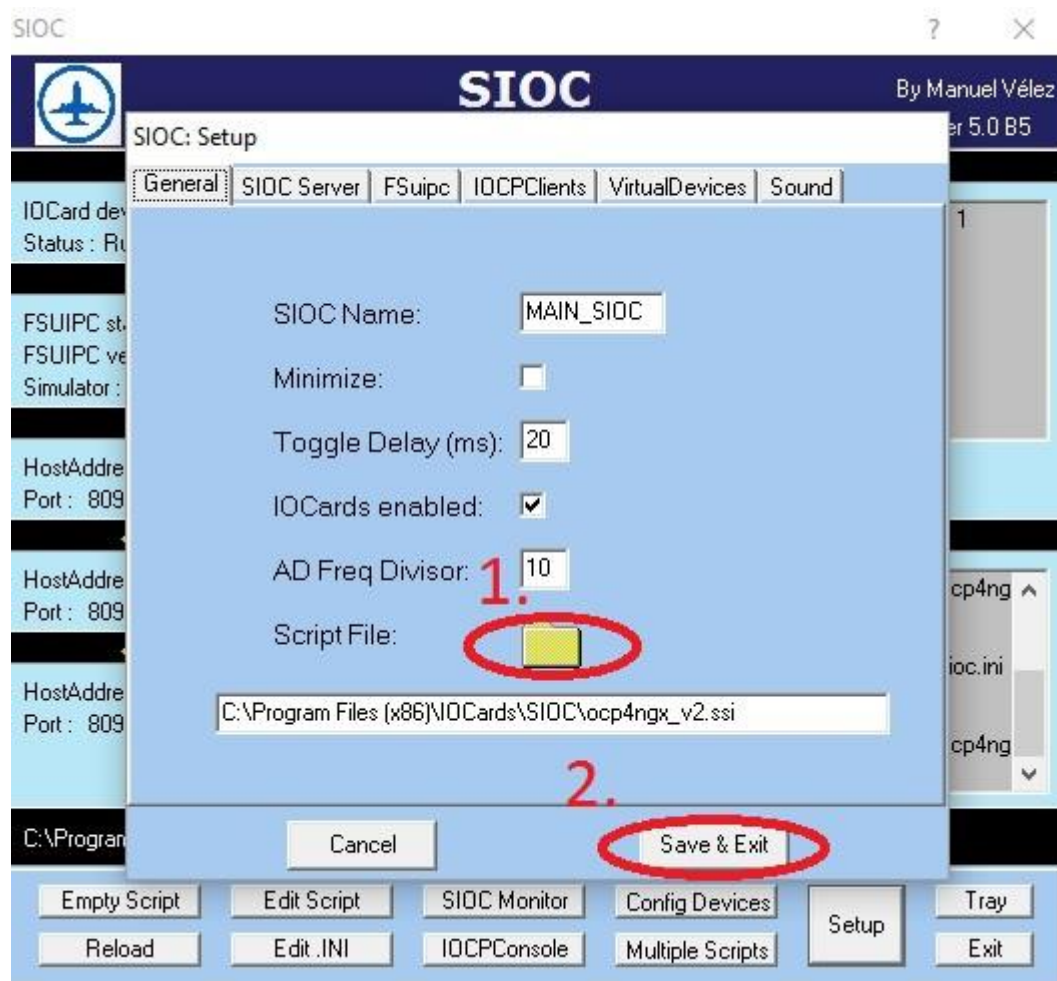 SIOC
SIOC
By Manuel Vélez
er 5.0 B5
SIOC: Setup
General
SIOC Server
FSuipc
IOCPClients
VirtualDevices
Sound
IOCard dev
Status : Ru
1
SIOC Name:
MAIN_SIOC
FSUIPC sta
FSUIPC ve
Simulator :
Minimize:
Toggle Delay (ms):
20
HostAddre
Port : 809
IOCards enabled:
AD Freq Divisor:
10
1.
HostAddre
Port : 809
cp4ng
Script File:
ioc.ini
HostAddre
Port : 809
C:\Program Files (x86)\IOCards\SIOC\ocp4ngx_v2.ssi
cp4ng
2.
C:\Program
Cancel
Save & Exit
Empty Script
Edit Script
SIOC Monitor
Config Devices
Setup
Tray
Reload
Edit .INI
IOCPConsole
Multiple Scripts
Exit